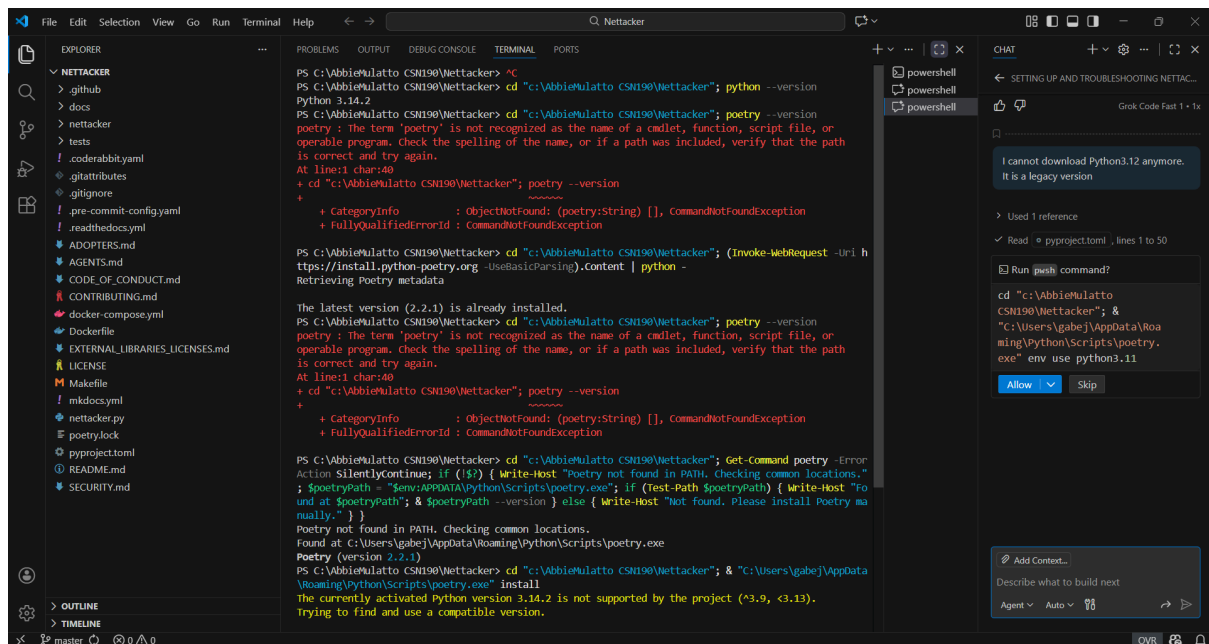 File Edit Selection View Go Run Terminal Help
Nettacker
EXPLORER
NETTACKER
.github
docs
nettacker
tests
.coderabbit.yaml
.gitattributes
.gitignore
.pre-commit-config.yaml
.readthedocs.yml
ADOPTERS.md
AGENTS.md
CODE_OF_CONDUCT.md
CONTRIBUTING.md
docker-compose.yml
Dockerfile
EXTERNAL_LIBRARIES_LICENSES.md
LICENSE
Makefile
mkdocs.yml
nettacker.py
poetry.lock
pyproject.toml
README.md
SECURITY.md
OUTLINE
TIMELINE
PROBLEMS OUTPUT DEBUG CONSOLE TERMINAL PORTS
PS C:\AbbieMulatto CSN190\Nettacker> ^C
PS C:\AbbieMulatto CSN190\Nettacker> cd "c:\AbbieMulatto CSN190\Nettacker"; python --version
Python 3.14.2
PS C:\AbbieMulatto CSN190\Nettacker> cd "c:\AbbieMulatto CSN190\Nettacker"; poetry --version
poetry : The term 'poetry' is not recognized as the name of a cmdlet, function, script file, or
operable program. Check the spelling of the name, or if a path was included, verify that the path
is correct and try again.
At line:1 char:40
+ cd "c:\AbbieMulatto CSN190\Nettacker"; poetry --version
+ ~~~~~~
+ CategoryInfo : ObjectNotFound: (poetry:String) [], CommandNotFoundException
+ FullyQualifiedErrorId : CommandNotFoundException
PS C:\AbbieMulatto CSN190\Nettacker> cd "c:\AbbieMulatto CSN190\Nettacker"; (Invoke-WebRequest -Uri h
ttps://install.python-poetry.org -UseBasicParsing).Content | python -
Retrieving Poetry metadata
The latest version (2.2.1) is already installed.
PS C:\AbbieMulatto CSN190\Nettacker> cd "c:\AbbieMulatto CSN190\Nettacker"; poetry --version
poetry : The term 'poetry' is not recognized as the name of a cmdlet, function, script file, or
operable program. Check the spelling of the name, or if a path was included, verify that the path
is correct and try again.
At line:1 char:40
+ cd "c:\AbbieMulatto CSN190\Nettacker"; poetry --version
+ ~~~~~~
+ CategoryInfo : ObjectNotFound: (poetry:String) [], CommandNotFoundException
+ FullyQualifiedErrorId : CommandNotFoundException
PS C:\AbbieMulatto CSN190\Nettacker> cd "c:\AbbieMulatto CSN190\Nettacker"; Get-Command poetry -Error
Action SilentlyContinue; if (!$?) { Write-Host "Poetry not found in PATH. Checking common locations."
; $poetryPath = "$env:APPDATA\Python\Scripts\poetry.exe"; if (Test-Path $poetryPath) { Write-Host "Fo
und at $poetryPath"; & $poetryPath --version } else { Write-Host "Not found. Please install Poetry ma
nually." } }
Poetry not found in PATH. Checking common locations.
Found at C:\Users\gabej\AppData\Roaming\Python\Scripts\poetry.exe
Poetry (version 2.2.1)
PS C:\AbbieMulatto CSN190\Nettacker> cd "c:\AbbieMulatto CSN190\Nettacker"; & "C:\Users\gabej\AppData
\Roaming\Python\Scripts\poetry.exe" install
The currently activated Python version 3.14.2 is not supported by the project (^3.9, <3.13).
Trying to find and use a compatible version.
powershell
powershell
powershell
CHAT
SETTING UP AND TROUBLESHOOTING NETTAC...
Grok Code Fast 1 • 1x
I cannot download Python3.12 anymore.
It is a legacy version
Used 1 reference
Read pyproject.toml, lines 1 to 50
Run pwsh command?
cd "c:\AbbieMulatto
CSN190\Nettacker"; &
"C:\Users\gabej\AppData\Roa
ming\Python\Scripts\poetry.
exe" env use python3.11
Allow Skip
Add Context...
Describe what to build next
Agent Auto
master 0 0
OVR